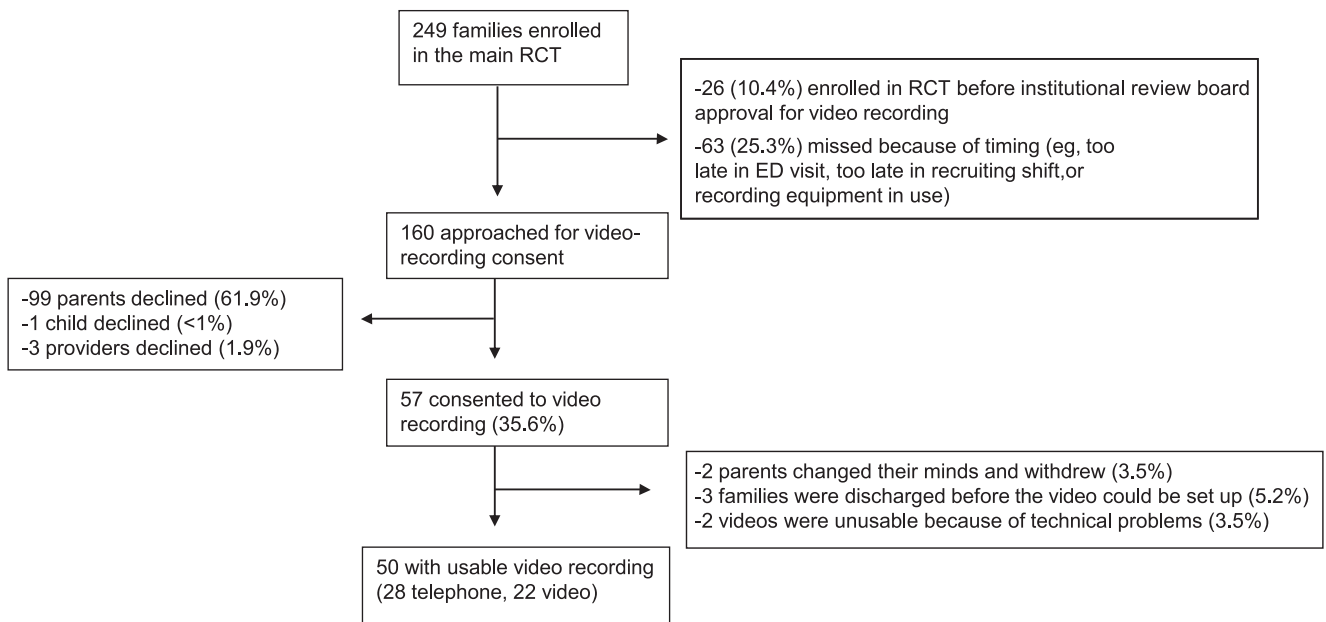 249 families enrolled
in the main RCT
-26 (10.4%) enrolled in RCT before institutional review board
approval for video recording
-63 (25.3%) missed because of timing (eg, too
late in ED visit, too late in recruiting shift,or
recording equipment in use)
160 approached for video-
recording consent
-99 parents declined (61.9%)
-1 child declined (<1%)
-3 providers declined (1.9%)
57 consented to video
recording (35.6%)
-2 parents changed their minds and withdrew (3.5%)
-3 families were discharged before the video could be set up (5.2%)
-2 videos were unusable because of technical problems (3.5%)
50 with usable video recording
(28 telephone, 22 video)